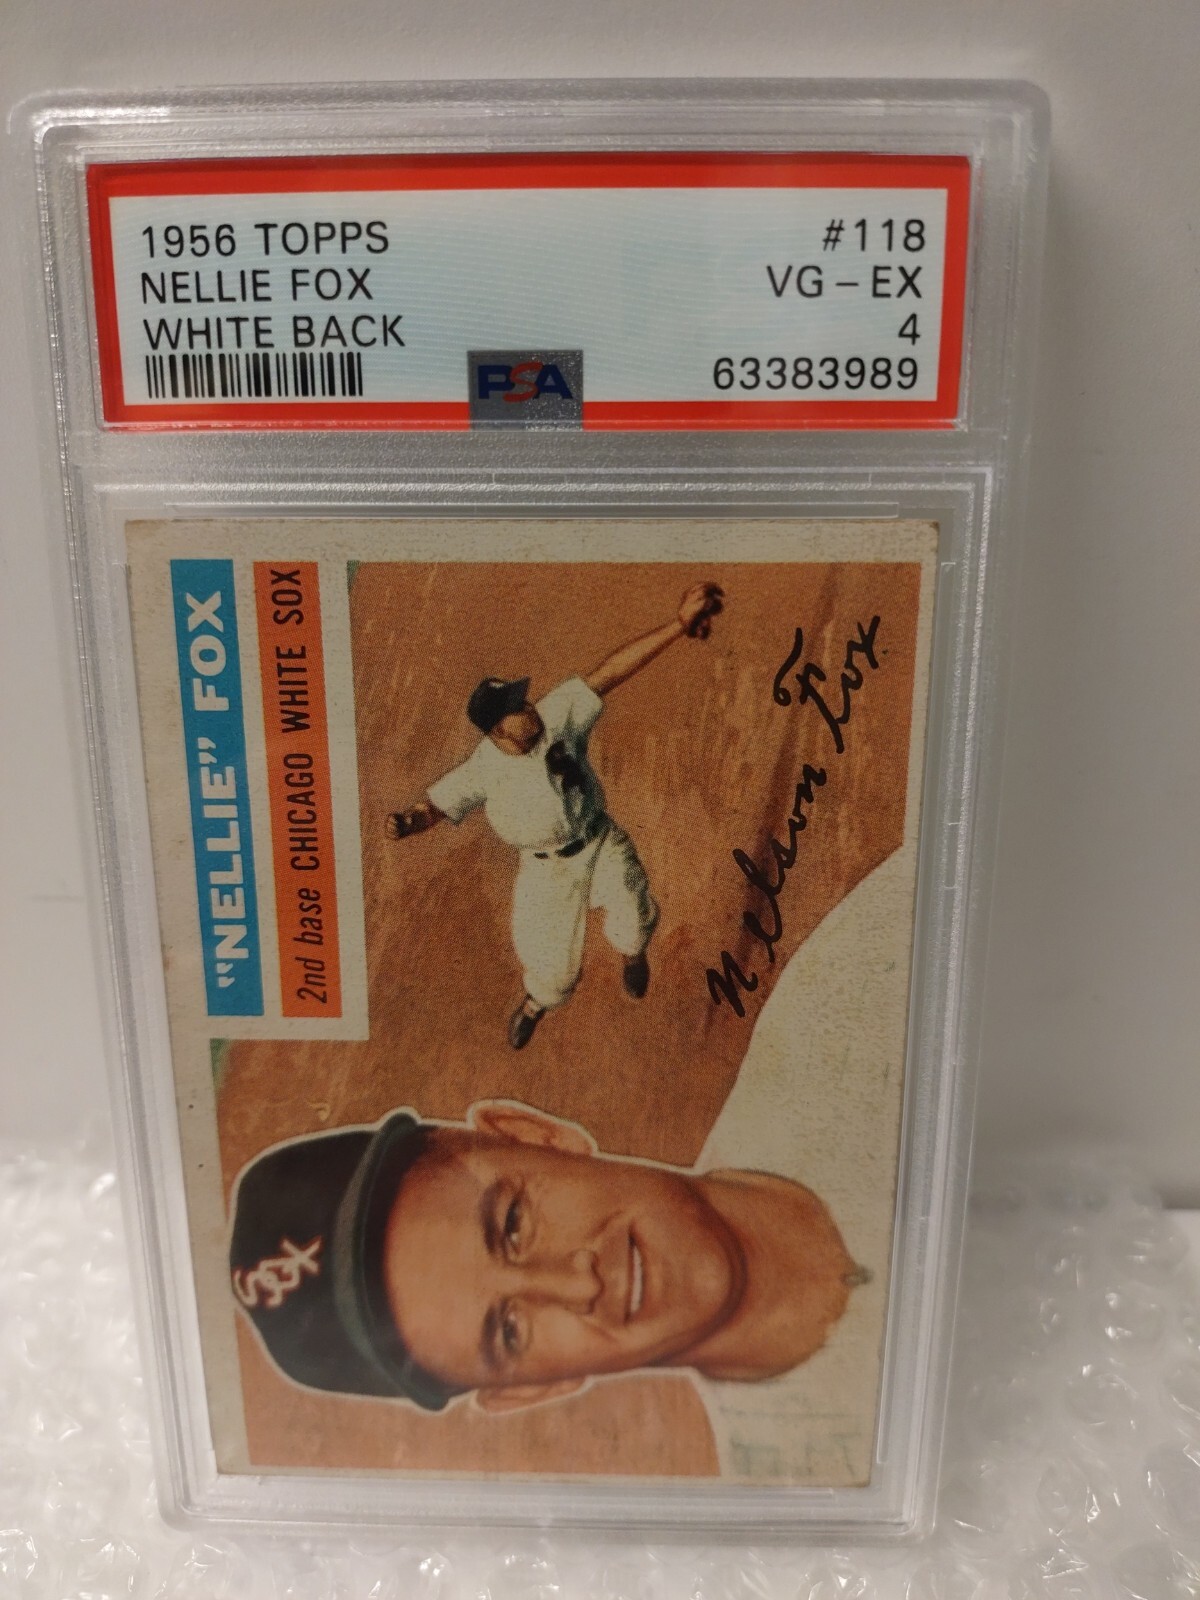 1956 TOPPS #118
NELLIE FOX VG - EX
WHITE BACK 4
63383989
PSA
"NELLIE" FOX
2nd base CHICAGO WHITE SOX
Nelson Fox
SOX